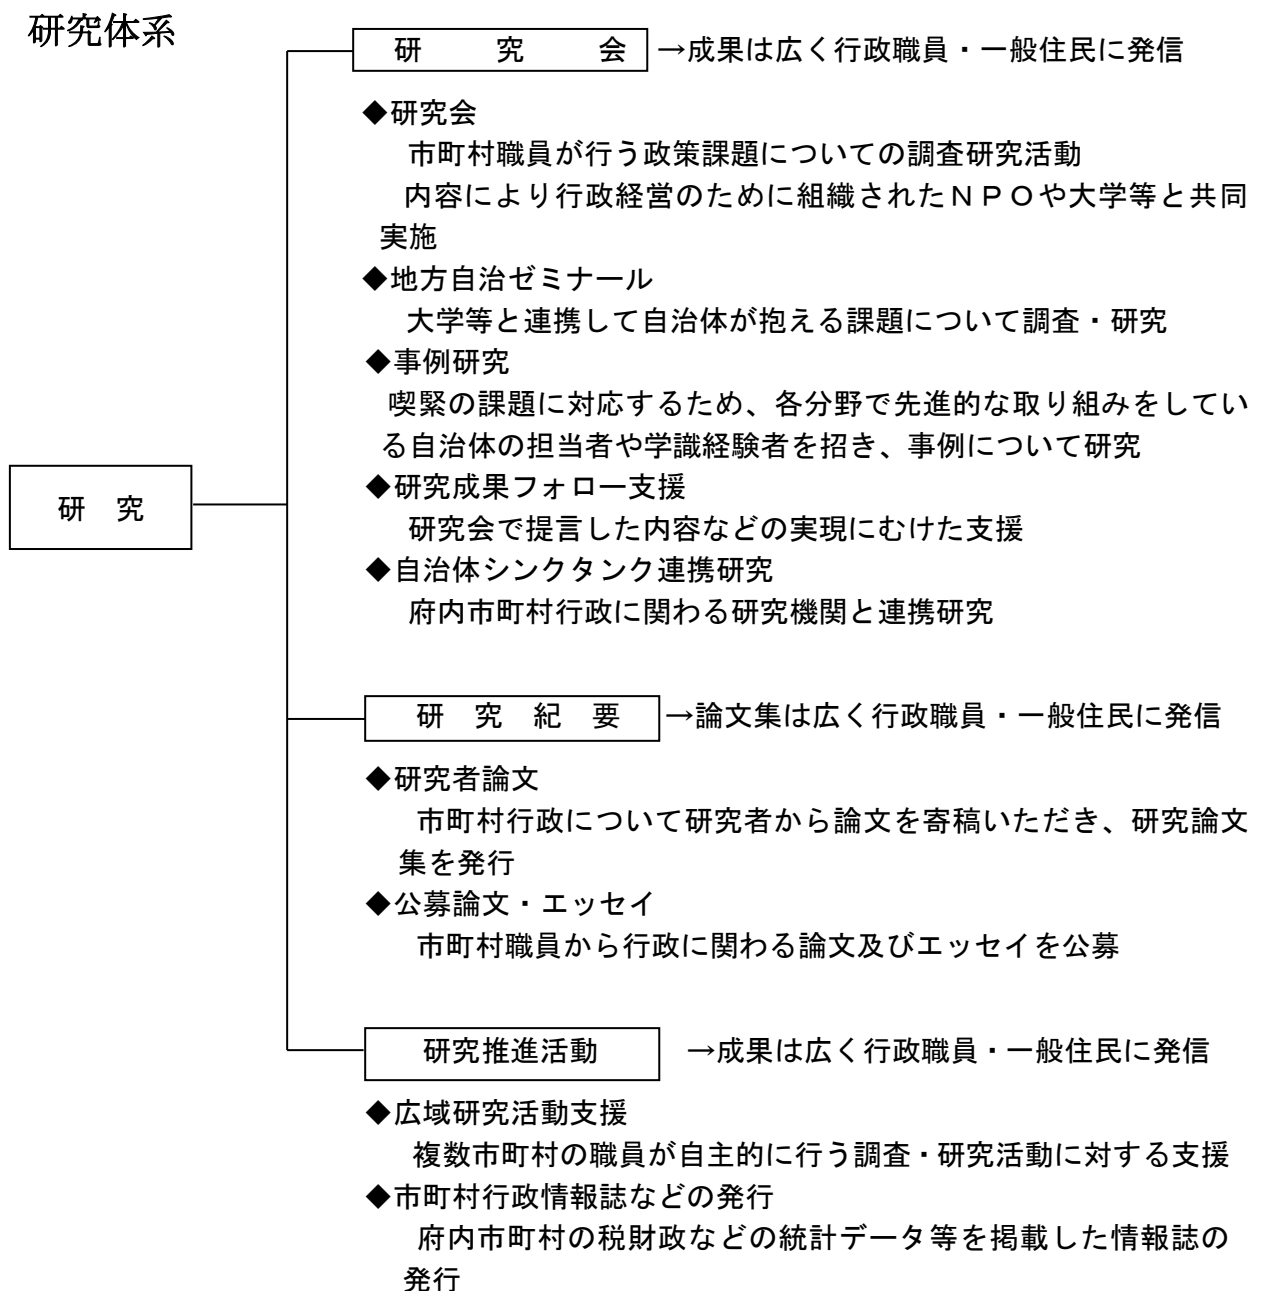 研究体系
研究会 →成果は広く行政職員・一般住民に発信
◆研究会
市町村職員が行う政策課題についての調査研究活動
内容により行政経営のために組織されたＮＰＯや大学等と共同
実施
◆地方自治ゼミナール
大学等と連携して自治体が抱える課題について調査・研究
◆事例研究
喫緊の課題に対応するため、各分野で先進的な取り組みをしてい
る自治体の担当者や学識経験者を招き、事例について研究
◆研究成果フォロー支援
研究会で提言した内容などの実現にむけた支援
◆自治体シンクタンク連携研究
府内市町村行政に関わる研究機関と連携研究
研究
研究紀要 →論文集は広く行政職員・一般住民に発信
◆研究者論文
市町村行政について研究者から論文を寄稿いただき、研究論文
集を発行
◆公募論文・エッセイ
市町村職員から行政に関わる論文及びエッセイを公募
研究推進活動 →成果は広く行政職員・一般住民に発信
◆広域研究活動支援
複数市町村の職員が自主的に行う調査・研究活動に対する支援
◆市町村行政情報誌などの発行
府内市町村の税財政などの統計データ等を掲載した情報誌の
発行